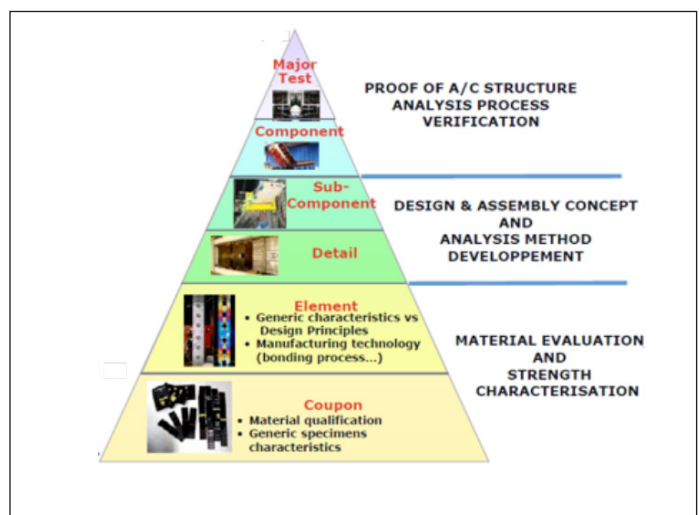 Major
Test
PROOF OF A/C STRUCTURE
ANALYSIS PROCESS
VERIFICATION
Component
Sub-
Component
DESIGN & ASSEMBLY CONCEPT
AND
ANALYSIS METHOD
DEVELOPPEMENT
Detail
Element
• Generic characteristics vs
Design Principles
• Manufacturing technology
(bonding process...)
MATERIAL EVALUATION
AND
STRENGTH
CHARACTERISATION
Coupon
• Material qualification
• Generic specimens
characteristics